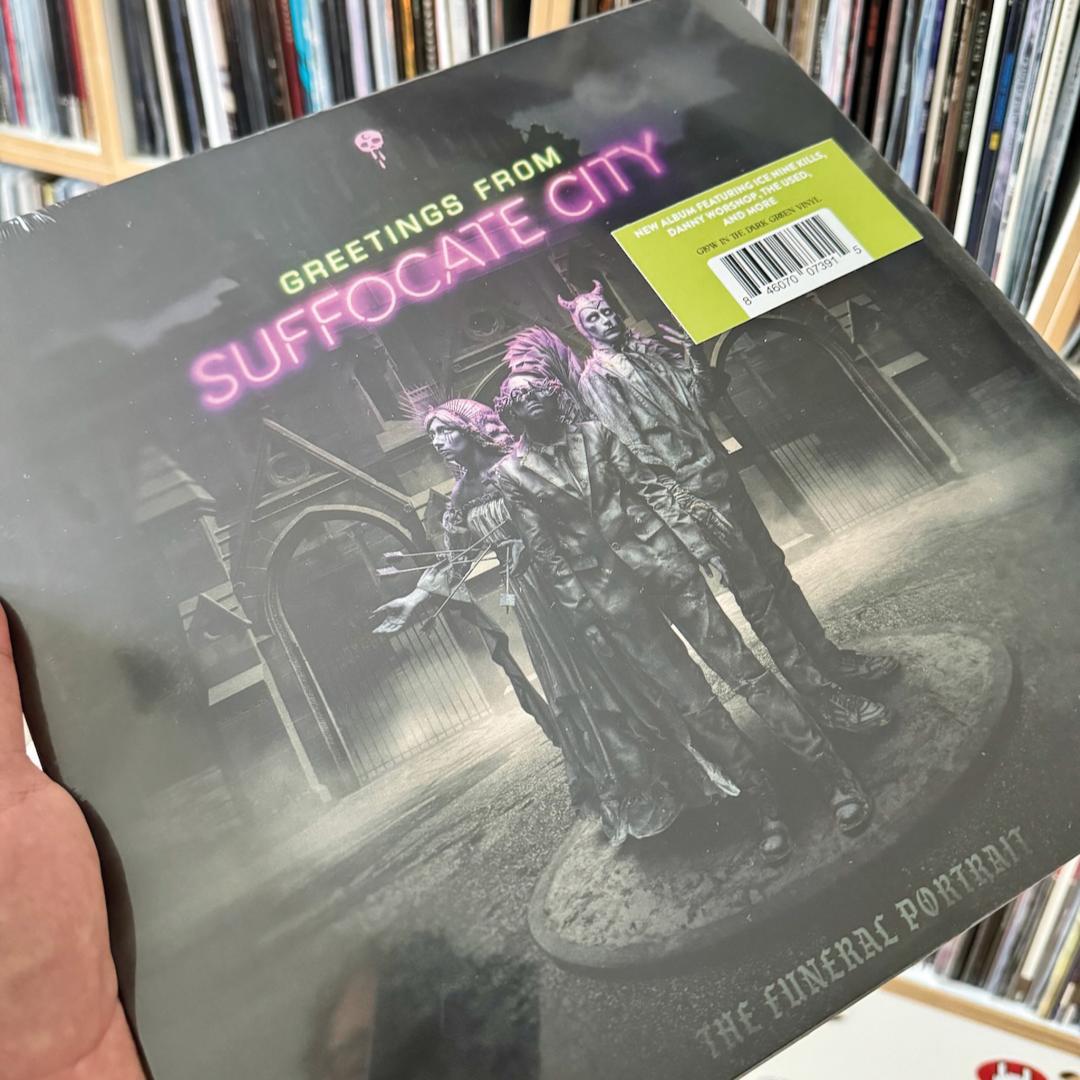 GREETINGS FROM
SUFFOCATE CITY
NEW ALBUM FEATURING ICE NINE KILLS,
DANNY WORSNOP, THE USED,
AND MORE
GLOW IN THE DARK GREEN VINYL
8 46070 07391 5
THE FUNERAL PORTRAIT